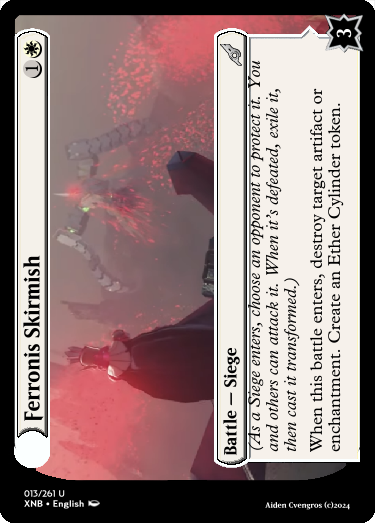 Ferronis Skirmish
1
Battle — Siege
(As a Siege enters, choose an opponent to protect it. You
and others can attack it. When it's defeated, exile it,
then cast it transformed.)
When this battle enters, destroy target artifact or
enchantment. Create an Ether Cylinder token.
3
013/261 U
XNB • English
Aiden Cvengros (c)2024